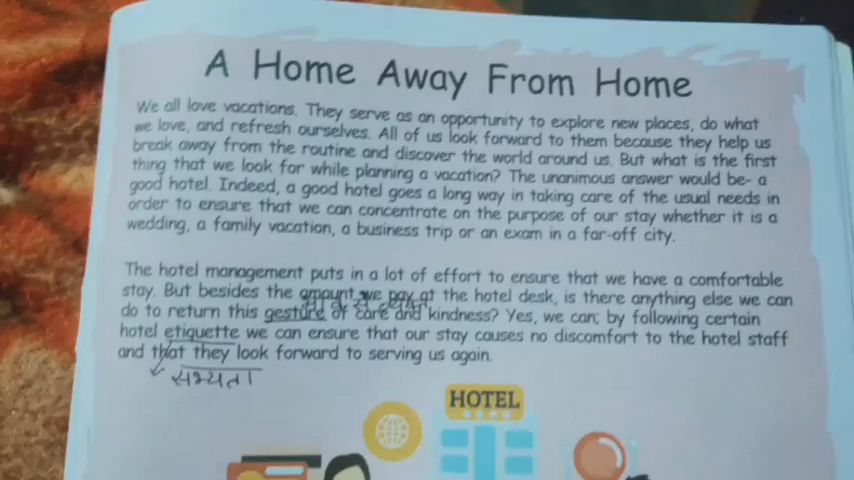 A Home Away From Home
We all love vacations. They serve as an opportunity to explore new places, do what
we love, and refresh ourselves. All of us look forward to them because they help us
break away from the routine and discover the world around us. But what is the first
thing that we look for while planning a vacation? The unanimous answer would be- a
good hotel. Indeed, a good hotel goes a long way in taking care of the usual needs in
order to ensure that we can concentrate on the purpose of our stay whether it is a
wedding, a family vacation, a business trip or an exam in a far-off city.
The hotel management puts in a lot of effort to ensure that we have a comfortable
stay. But besides the amount we pay at the hotel desk, is there anything else we can
do to return this gesture of care and kindness? Yes, we can; by following certain
hotel etiquette we can ensure that our stay causes no discomfort to the hotel staff
and that they look forward to serving us again.
सभ्यता
HOTEL